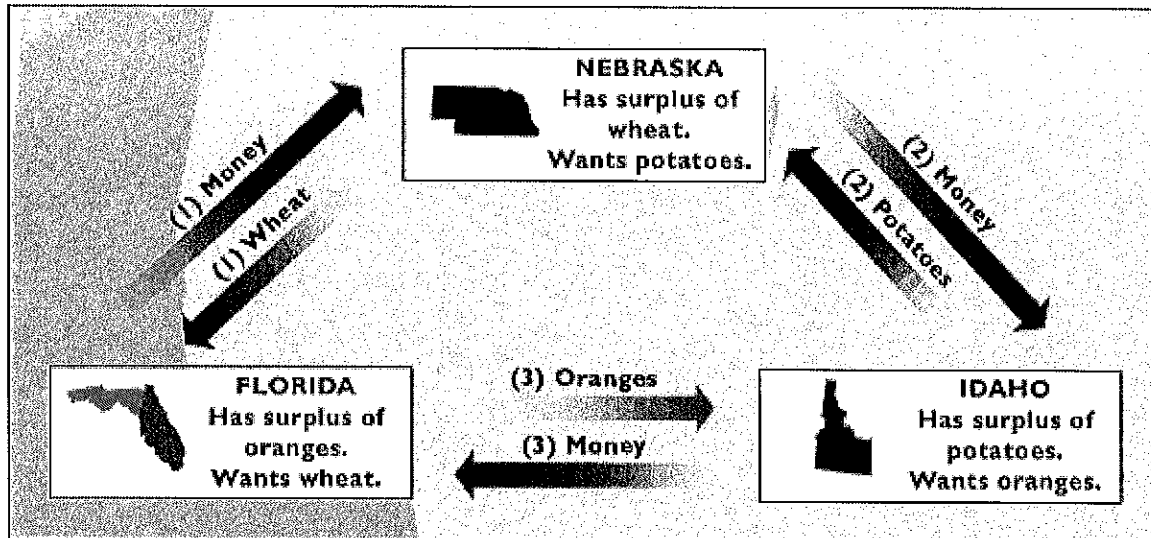 NEBRASKA
Has surplus of
wheat.
Wants potatoes.
(1) Money
(1) Wheat
(2) Money
(2) Potatoes
FLORIDA
Has surplus of
oranges.
Wants wheat.
(3) Oranges
(3) Money
IDAHO
Has surplus of
potatoes.
Wants oranges.